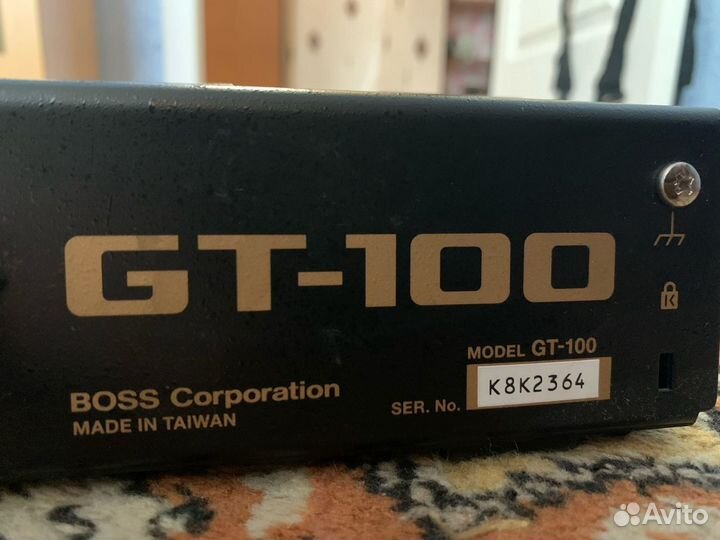 GT-100
MODEL GT-100
BOSS Corporation
SER. No. K8K2364
MADE IN TAIWAN
K
Avito